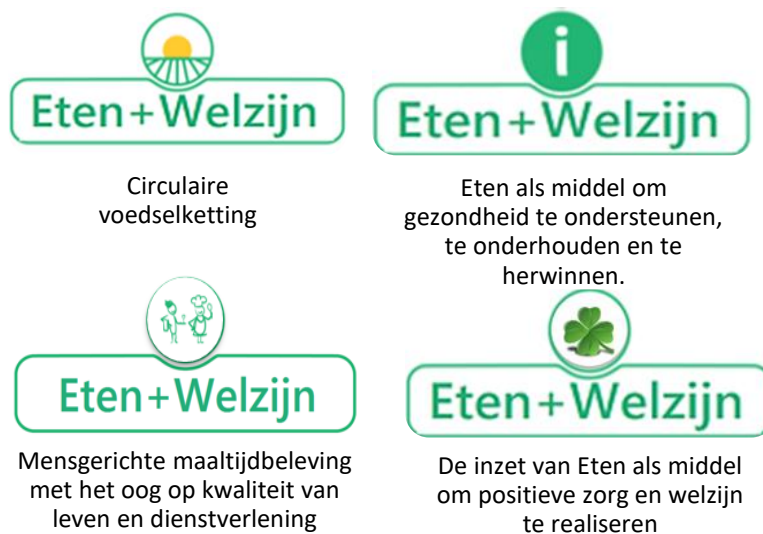 i
Eten+Welzijn
Eten+Welzijn
Circulaire
voedselketting
Eten als middel om
gezondheid te ondersteunen,
te onderhouden en te
herwinnen.
Eten+Welzijn
Eten+Welzijn
Mensgerichte maaltijdbeleving
met het oog op kwaliteit van
leven en dienstverlening
De inzet van Eten als middel
om positieve zorg en welzijn
te realiseren